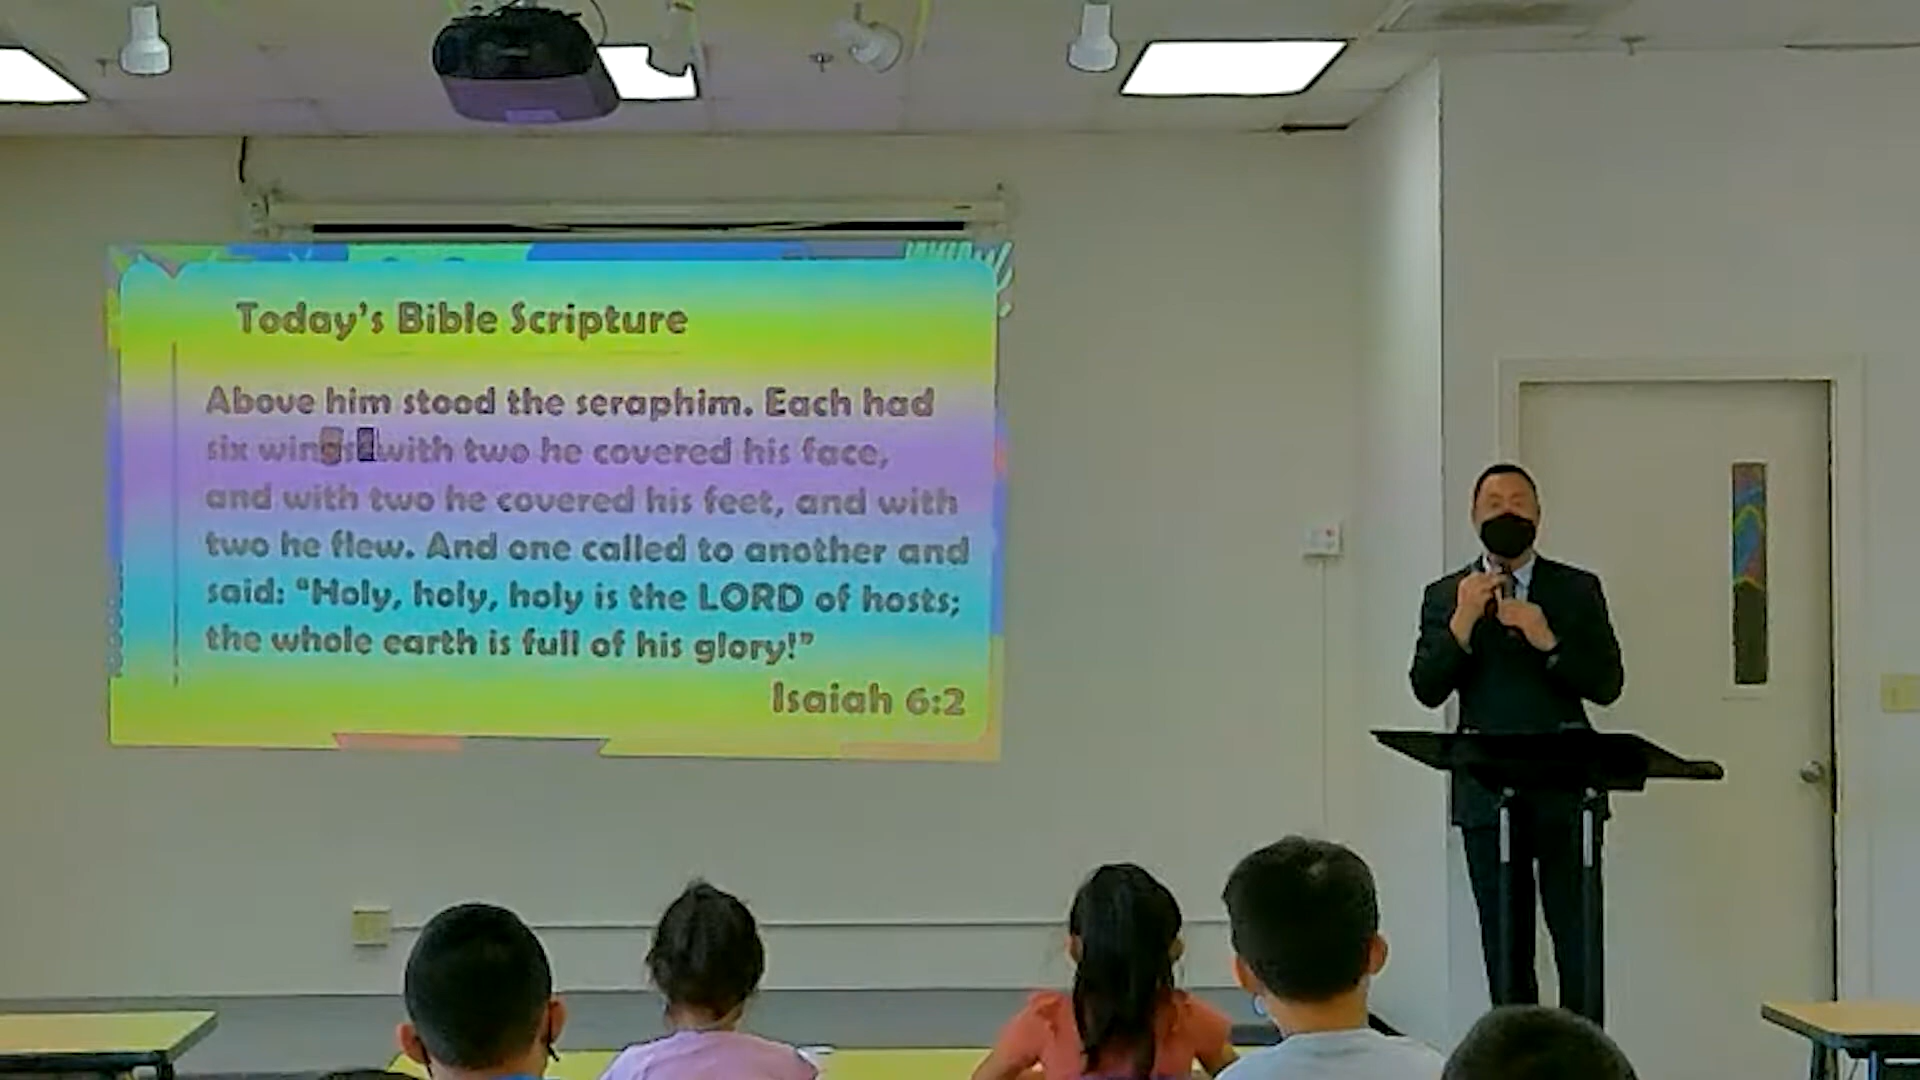 Today's Bible Scripture
Above him stood the seraphim. Each had
six wings: with two he covered his face,
and with two he covered his feet, and with
two he flew. And one called to another and
said: “Holy, holy, holy is the LORD of hosts;
the whole earth is full of his glory!”
Isaiah 6:2